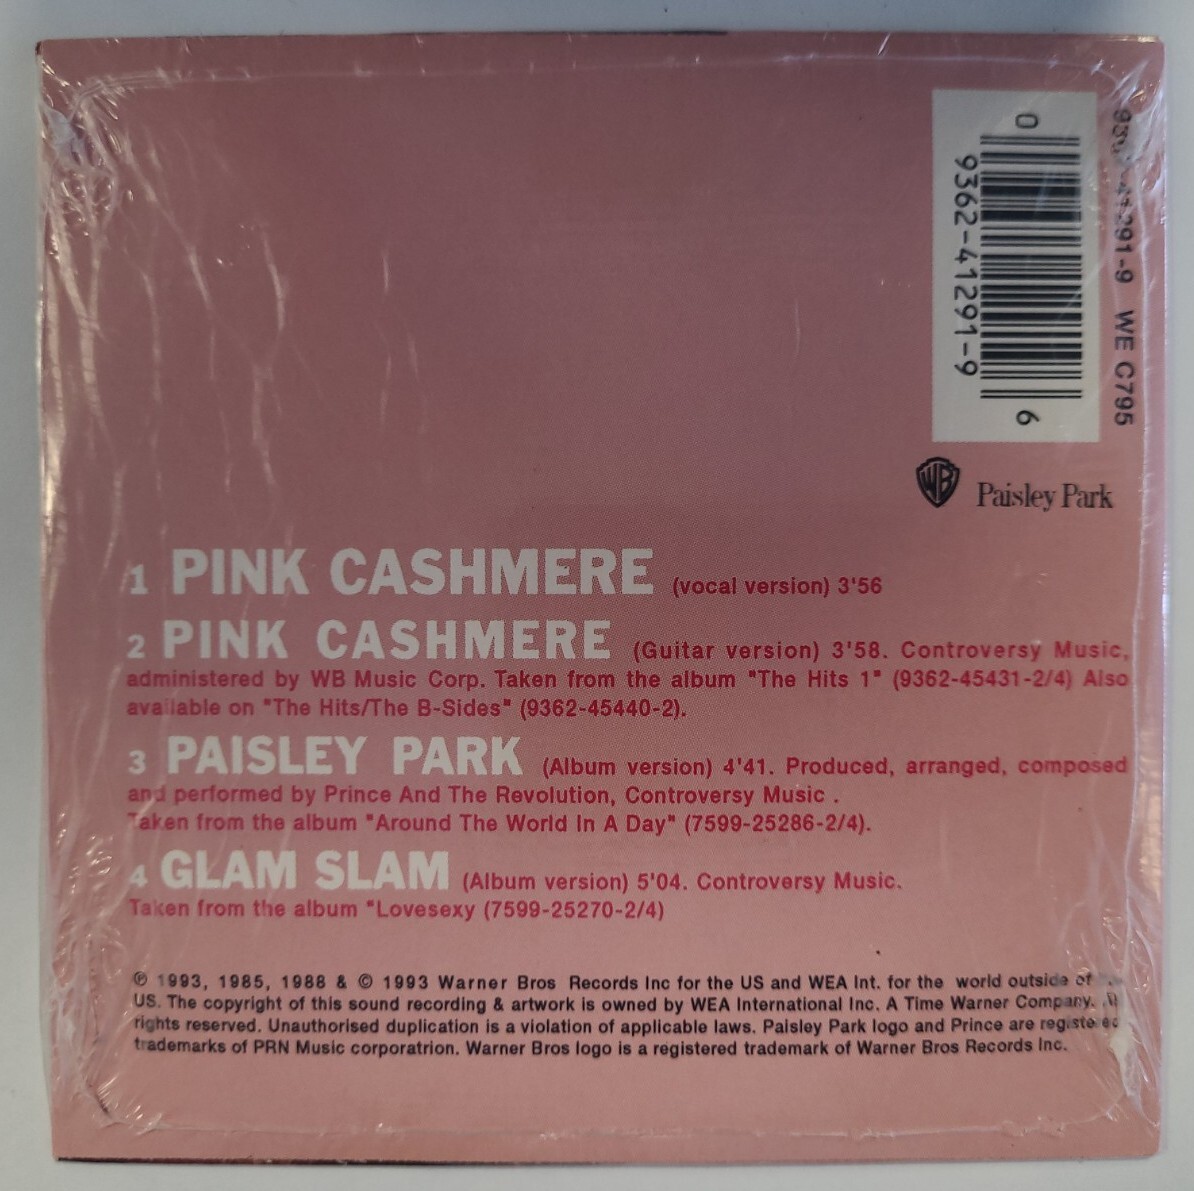 0
9362-41291-9
6
41291-9 WE C795
WB Paisley Park
1 PINK CASHMERE (vocal version) 3'56
2 PINK CASHMERE (Guitar version) 3'58. Controversy Music,
administered by WB Music Corp. Taken from the album "The Hits 1" (9362-45431-2/4) Also
available on "The Hits/The B-Sides" (9362-45440-2).
3 PAISLEY PARK (Album version) 4'41. Produced, arranged, composed
and performed by Prince And The Revolution, Controversy Music .
Taken from the album "Around The World In A Day" (7599-25286-2/4).
4 GLAM SLAM (Album version) 5'04. Controversy Music.
Taken from the album "Lovesexy (7599-25270-2/4)
℗ 1993, 1985, 1988 & © 1993 Warner Bros Records Inc for the US and WEA Int. for the world outside of
US. The copyright of this sound recording & artwork is owned by WEA International Inc. A Time Warner Company.
rights reserved. Unauthorised duplication is a violation of applicable laws. Paisley Park logo and Prince are registered
trademarks of PRN Music corporatrion. Warner Bros logo is a registered trademark of Warner Bros Records Inc.